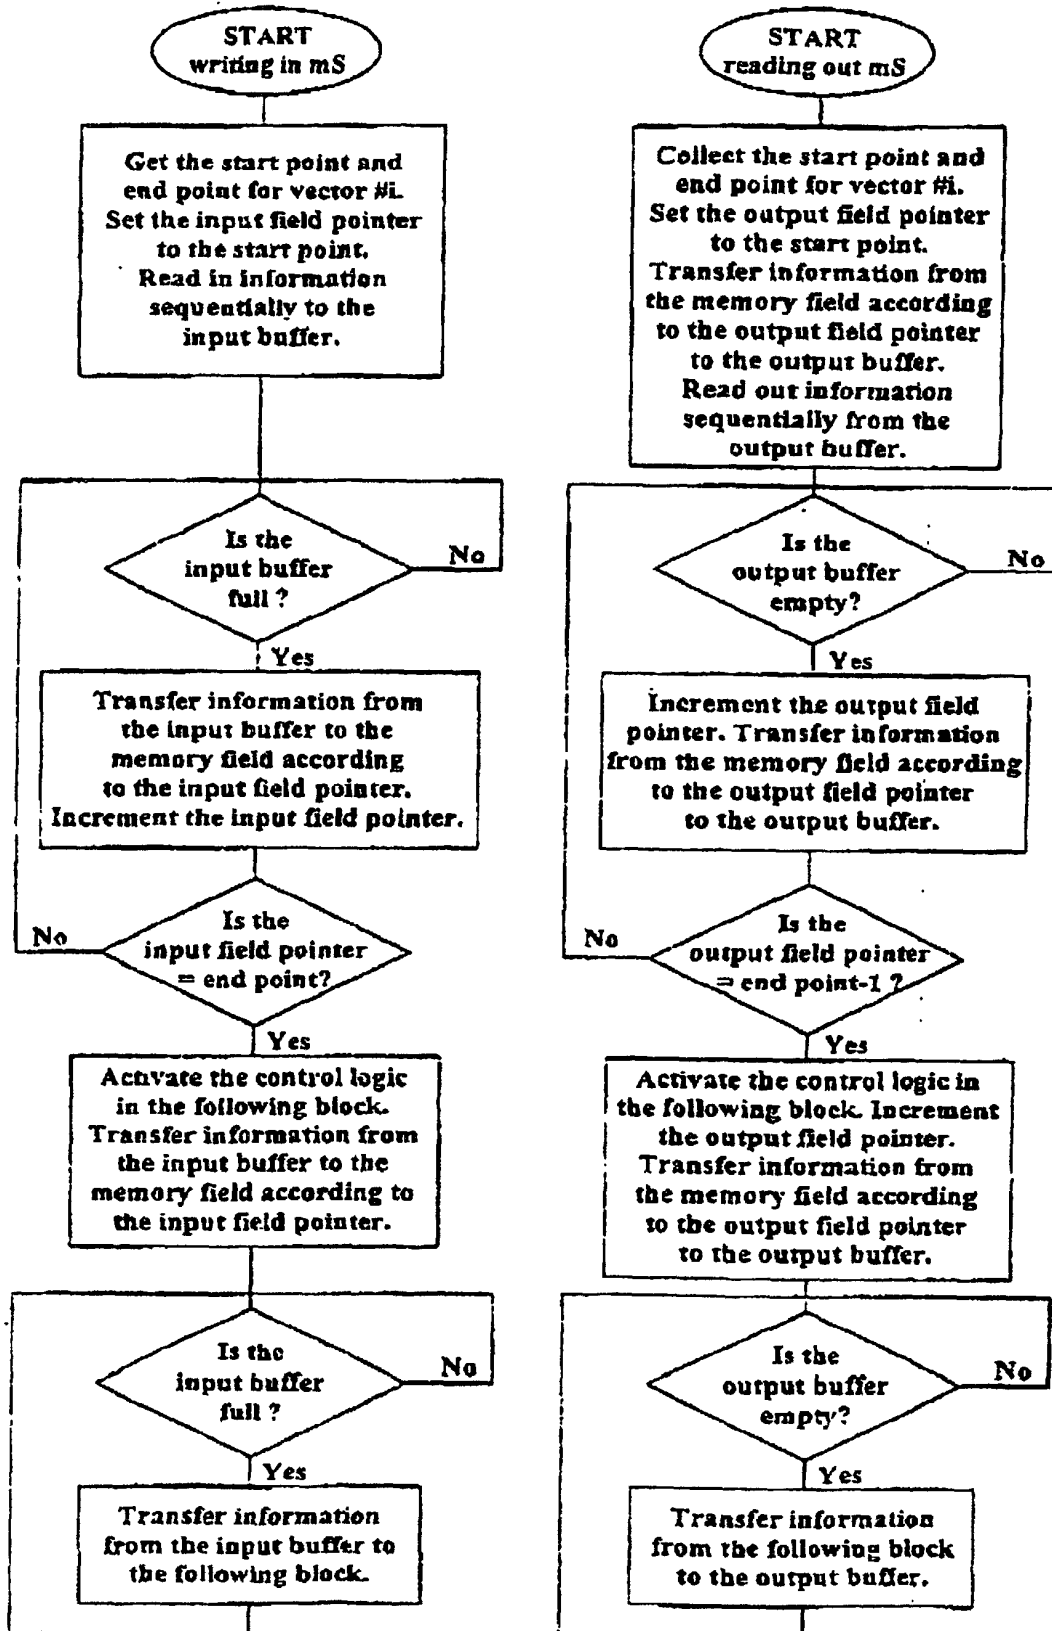 START
writing in mS
Get the start point and
end point for vector #i.
Set the input field pointer
to the start point.
Read in information
sequentially to the
input buffer.
Is the
input buffer
full ?
No
Yes
Transfer information from
the input buffer to the
memory field according
to the input field pointer.
Increment the input field pointer.
Is the
input field pointer
= end point?
No
Yes
Activate the control logic
in the following block.
Transfer information from
the input buffer to the
memory field according to
the input field pointer.
Is the
input buffer
full ?
No
Yes
Transfer information
from the input buffer to
the following block.
START
reading out mS
Collect the start point and
end point for vector #i.
Set the output field pointer
to the start point.
Transfer information from
the memory field according
to the output field pointer
to the output buffer.
Read out information
sequentially from the
output buffer.
Is the
output buffer
empty?
No
Yes
Increment the output field
pointer. Transfer information
from the memory field according
to the output field pointer
to the output buffer.
Is the
output field pointer
= end point-1 ?
No
Yes
Activate the control logic in
the following block. Increment
the output field pointer.
Transfer information from
the memory field according
to the output field pointer
to the output buffer.
Is the
output buffer
empty?
No
Yes
Transfer information
from the following block
to the output buffer.